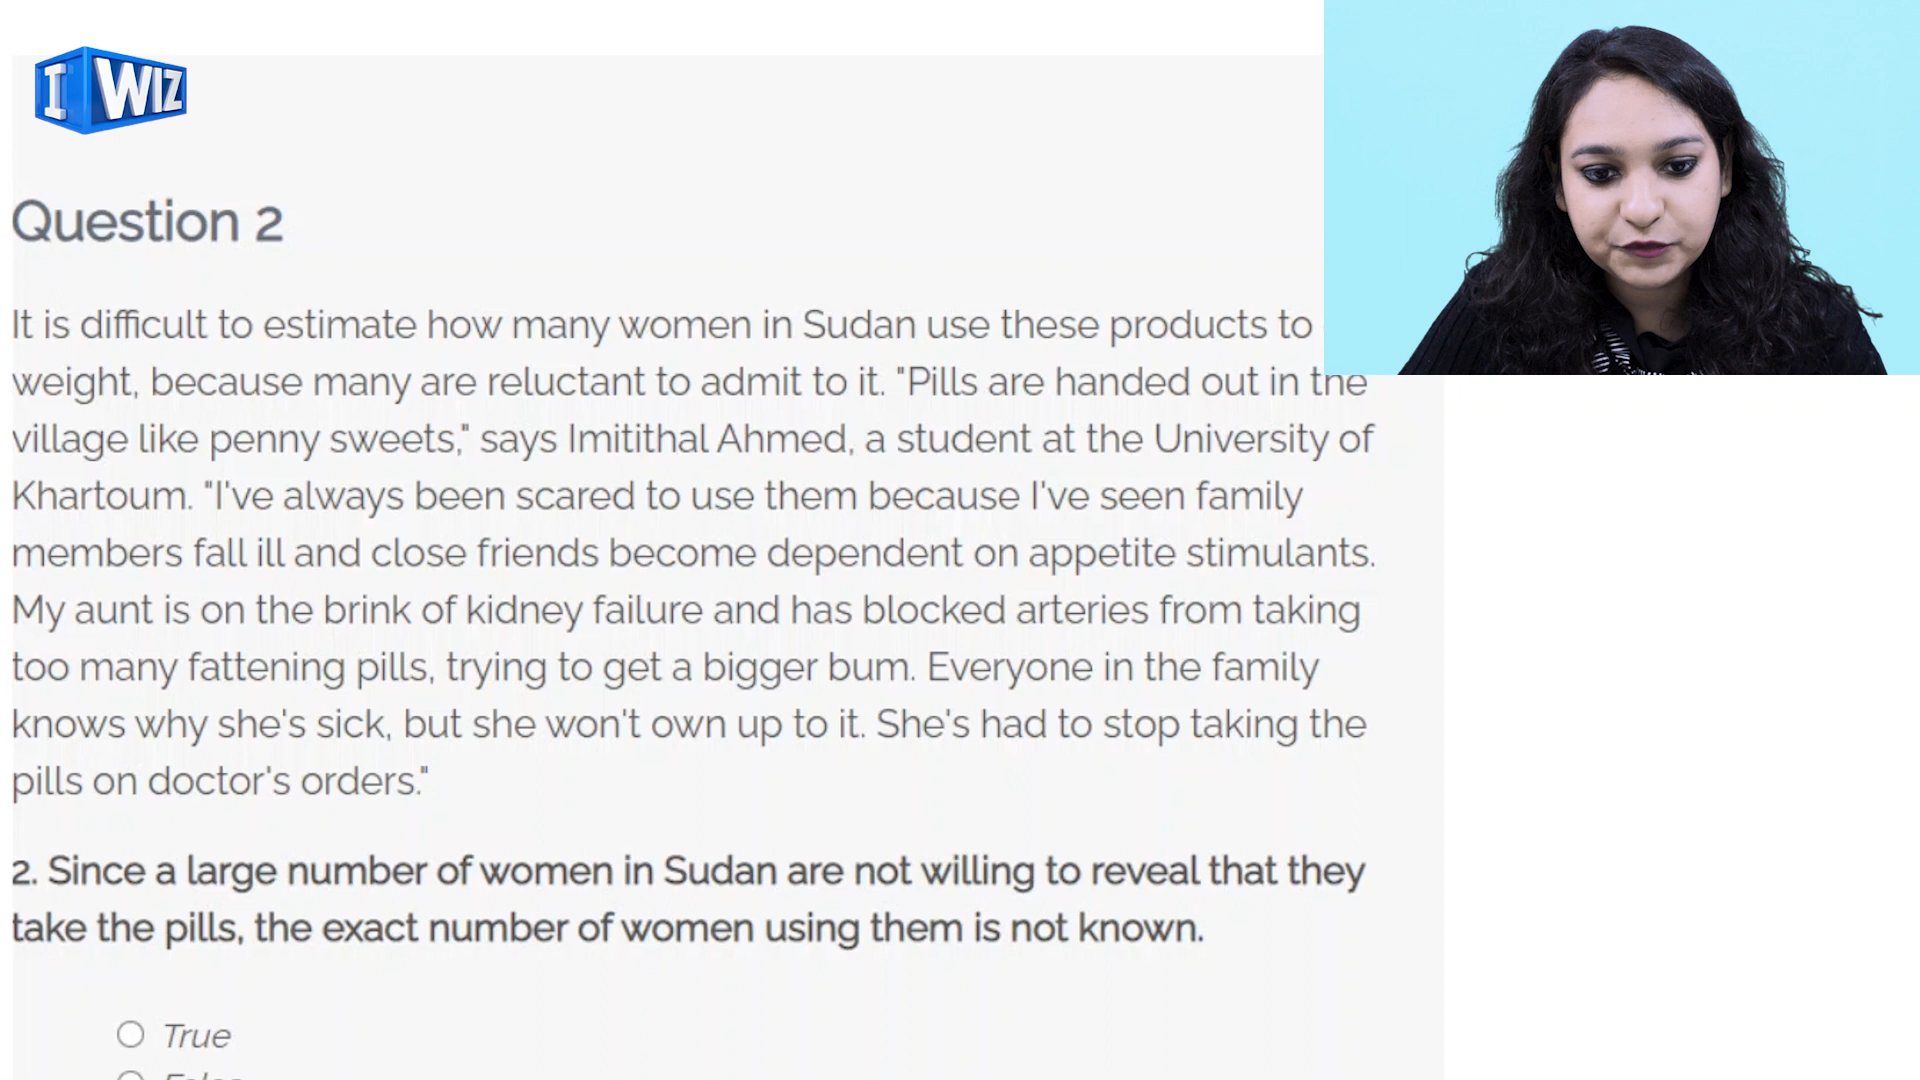 I WIZ
Question 2
It is difficult to estimate how many women in Sudan use these products to
weight, because many are reluctant to admit to it. "Pills are handed out in the
village like penny sweets," says Imitithal Ahmed, a student at the University of
Khartoum. "I've always been scared to use them because I've seen family
members fall ill and close friends become dependent on appetite stimulants.
My aunt is on the brink of kidney failure and has blocked arteries from taking
too many fattening pills, trying to get a bigger bum. Everyone in the family
knows why she's sick, but she won't own up to it. She's had to stop taking the
pills on doctor's orders."
2. Since a large number of women in Sudan are not willing to reveal that they
take the pills, the exact number of women using them is not known.
True